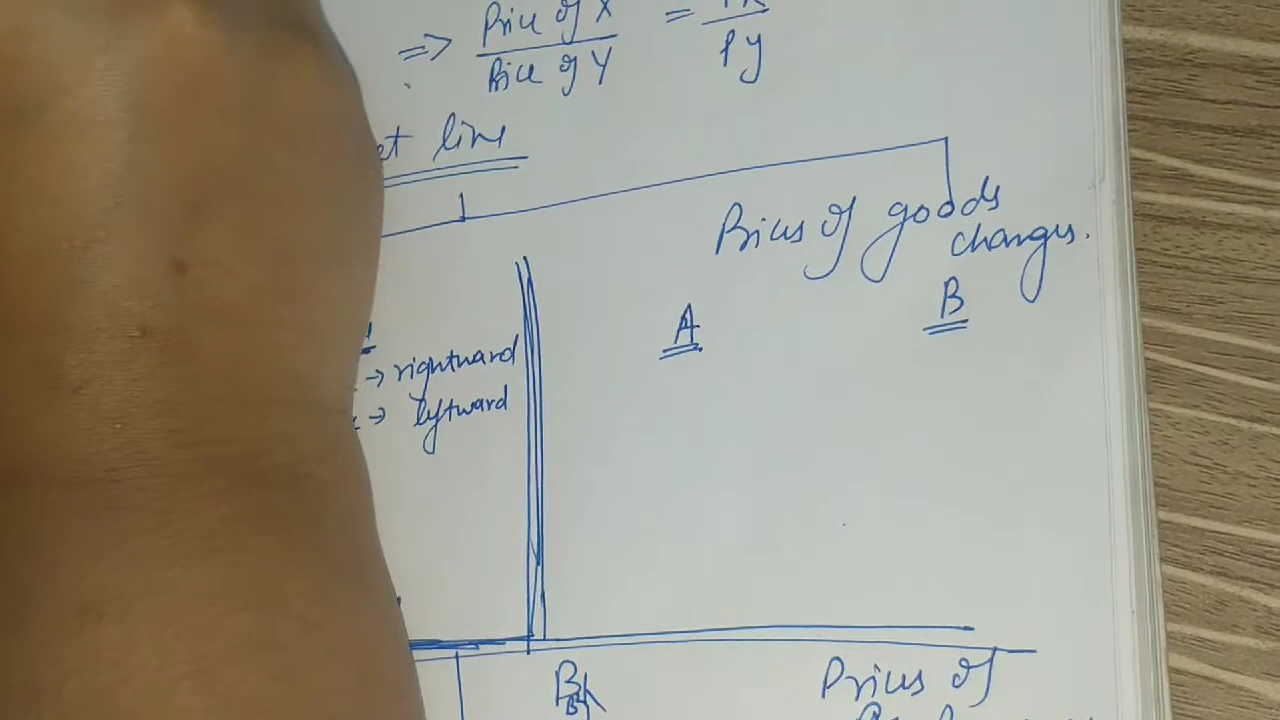 => Price of X = Px
Price of Y Py
et line
Prices of goods
changes.
A B
→ rightward
→ leftward
Prices of